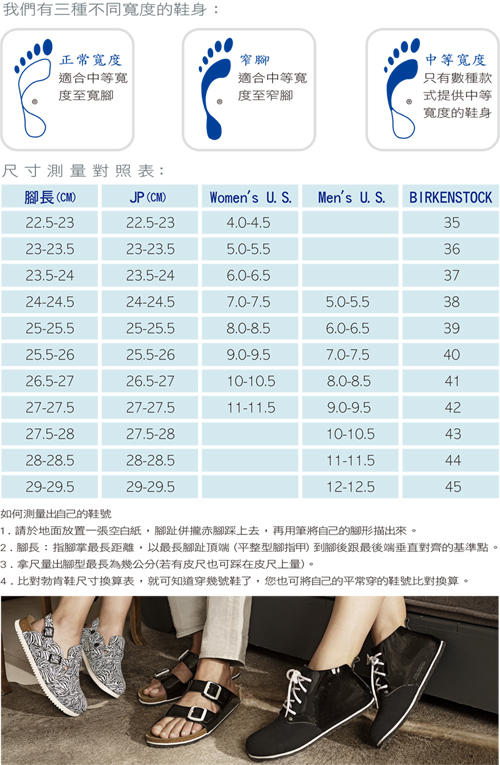 我們有三種不同寬度的鞋身：
正常寬度
適合中等寬
度至寬腳
®
窄腳
適合中等寬
度至窄腳
®
中等寬度
只有數種款
式提供中等
寬度的鞋身
®
尺寸測量對照表：
腳長(CM) JP(CM) Women's U.S. Men's U.S. BIRKENSTOCK
22.5-23 22.5-23 4.0-4.5 35
23-23.5 23-23.5 5.0-5.5 36
23.5-24 23.5-24 6.0-6.5 37
24-24.5 24-24.5 7.0-7.5 5.0-5.5 38
25-25.5 25-25.5 8.0-8.5 6.0-6.5 39
25.5-26 25.5-26 9.0-9.5 7.0-7.5 40
26.5-27 26.5-27 10-10.5 8.0-8.5 41
27-27.5 27-27.5 11-11.5 9.0-9.5 42
27.5-28 27.5-28 10-10.5 43
28-28.5 28-28.5 11-11.5 44
29-29.5 29-29.5 12-12.5 45
如何測量出自己的鞋號
1．請於地面放置一張空白紙，腳趾併攏赤腳踩上去，再用筆將自己的腳形描出來。
2．腳長：指腳掌最長距離，以最長腳趾頂端(平整型腳指甲)到腳後跟最後端垂直對齊的基準點。
3．拿尺量出腳型最長為幾公分(若有皮尺也可踩在皮尺上量)。
4．比對勃肯鞋尺寸換算表，就可知道穿幾號鞋了，您也可將自己的平常穿的鞋號比對換算。